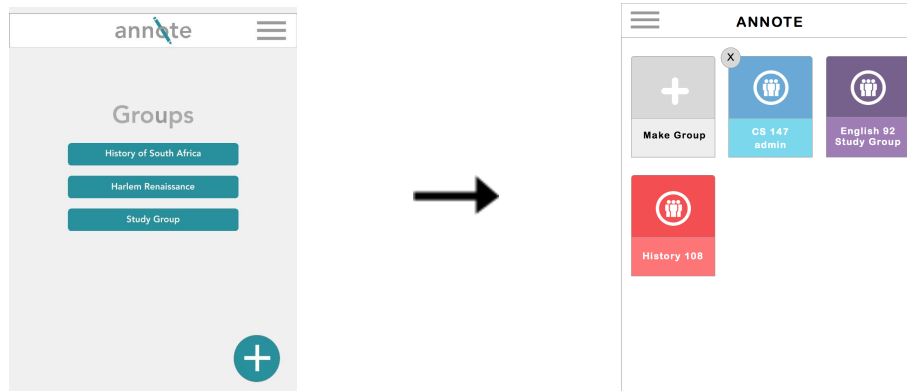 annote
Groups
History of South Africa
Harlem Renaissance
Study Group
ANNOTE
X
Make Group
CS 147
admin
English 92
Study Group
History 108